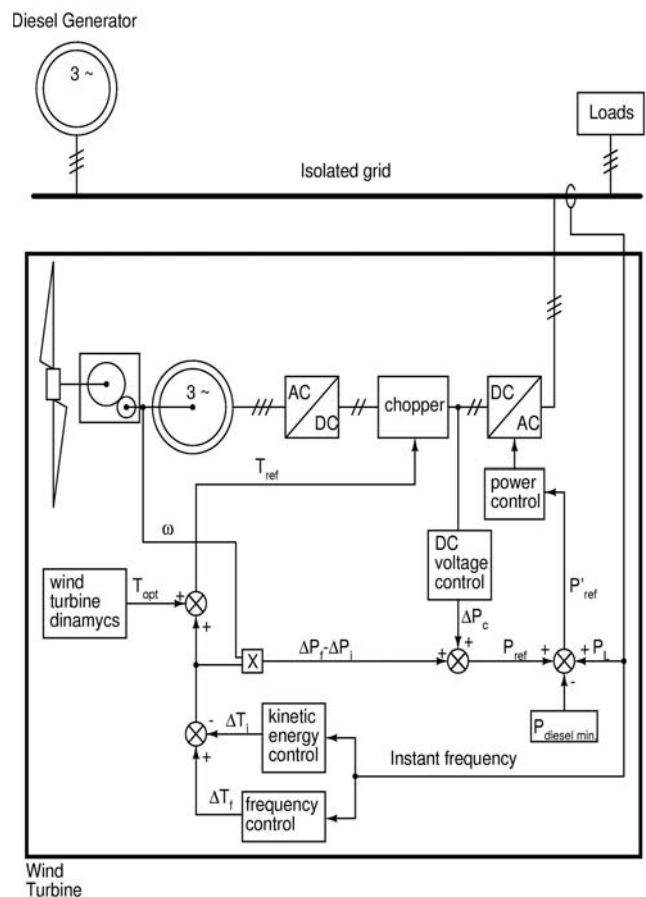 Diesel Generator
3 ~
Loads
Isolated grid
3 ~
AC
DC
chopper
DC
AC
T_ref
power
control
ω
DC
voltage
control
P'_ref
wind
turbine
dinamycs
T_opt
+
+
ΔP_c
+
+
X
ΔP_f-ΔP_i
P_ref
+
+
P_L
-
P_diesel min.
-
+
ΔT_i
kinetic
energy
control
Instant frequency
ΔT_f
frequency
control
Wind
Turbine